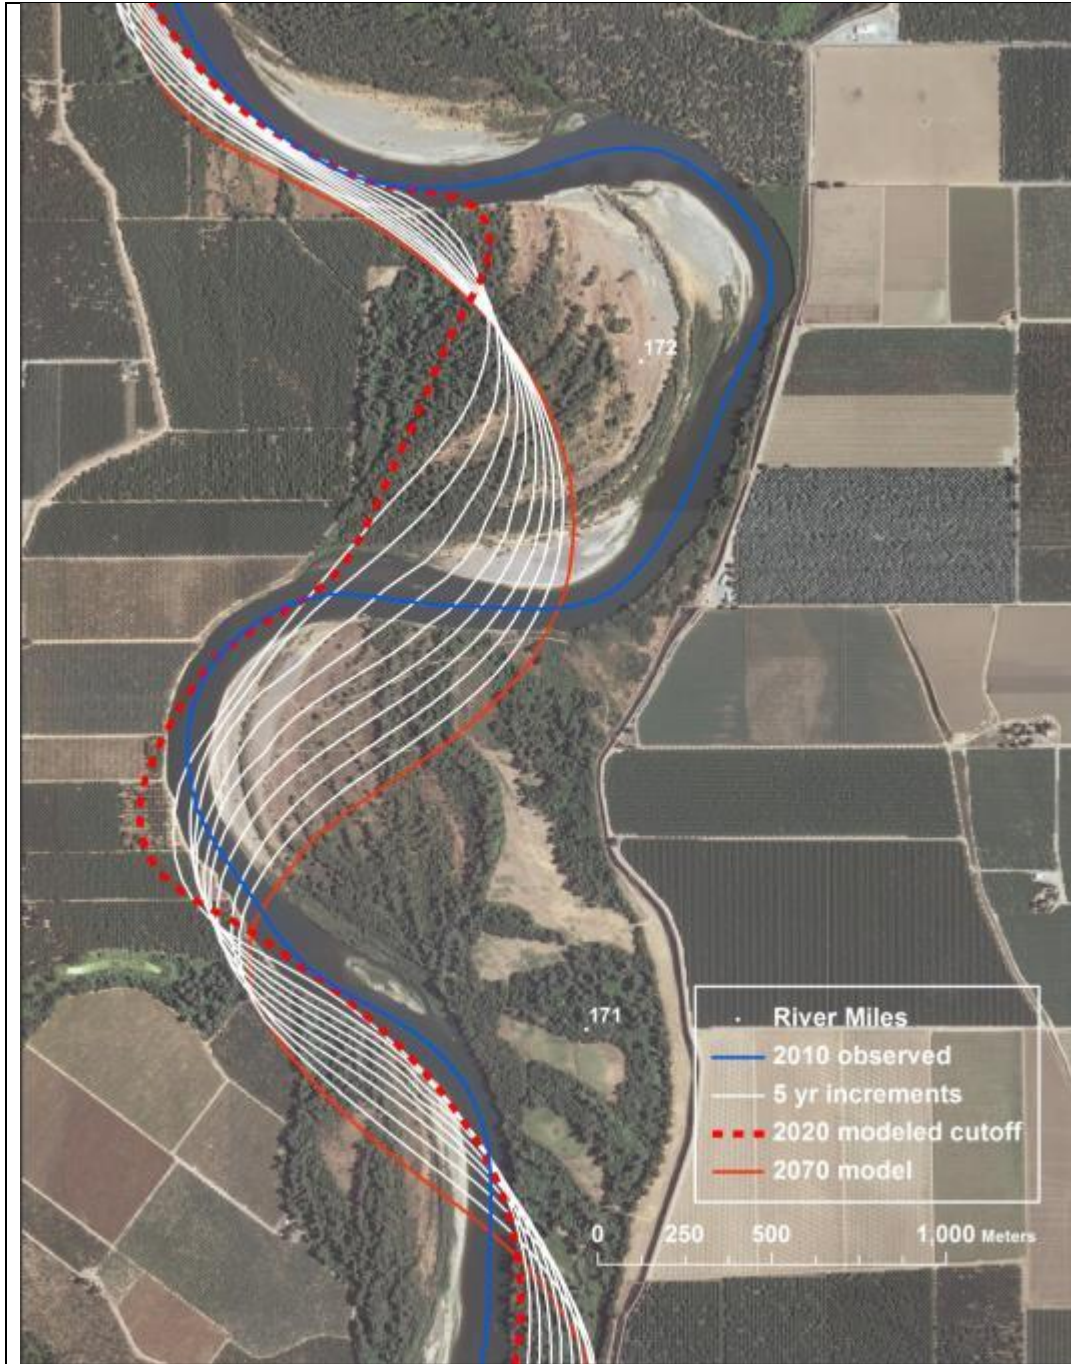 172
171
River Miles
2010 observed
5 yr increments
2020 modeled cutoff
2070 model
0 250 500 1,000 Meters